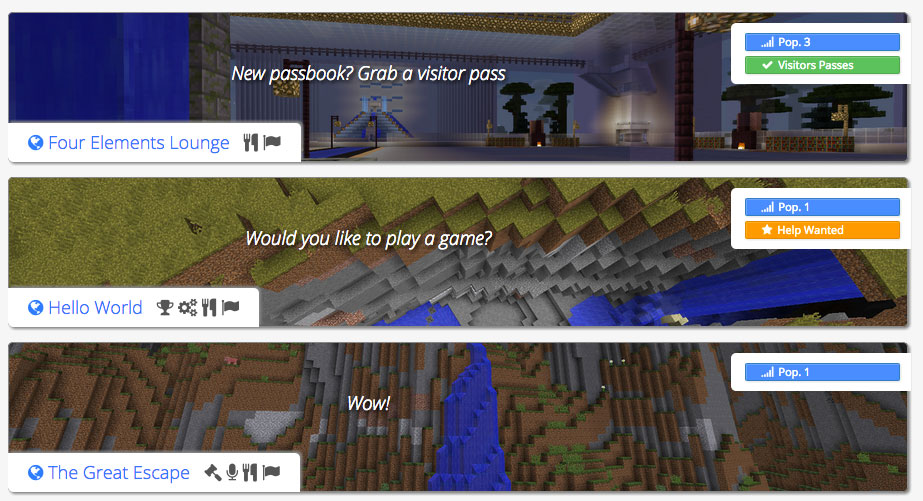 New passbook? Grab a visitor pass
Pop. 3
Visitors Passes
Four Elements Lounge
Would you like to play a game?
Pop. 1
Help Wanted
Hello World
Wow!
Pop. 1
The Great Escape